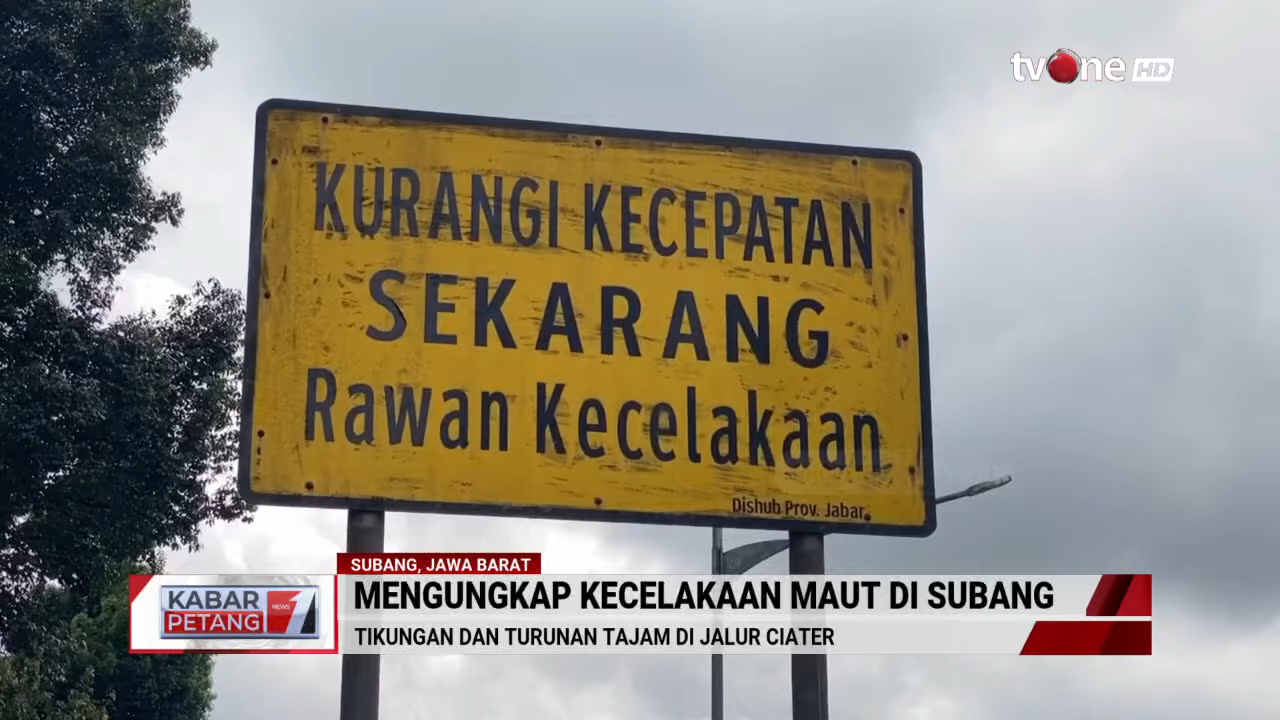 tvOne HD
KURANGI KECEPATAN
SEKARANG
Rawan Kecelakaan
Dishub Prov. Jabar
SUBANG, JAWA BARAT
KABAR
PETANG
NEWS
1
MENGUNGKAP KECELAKAAN MAUT DI SUBANG
TIKUNGAN DAN TURUNAN TAJAM DI JALUR CIATER